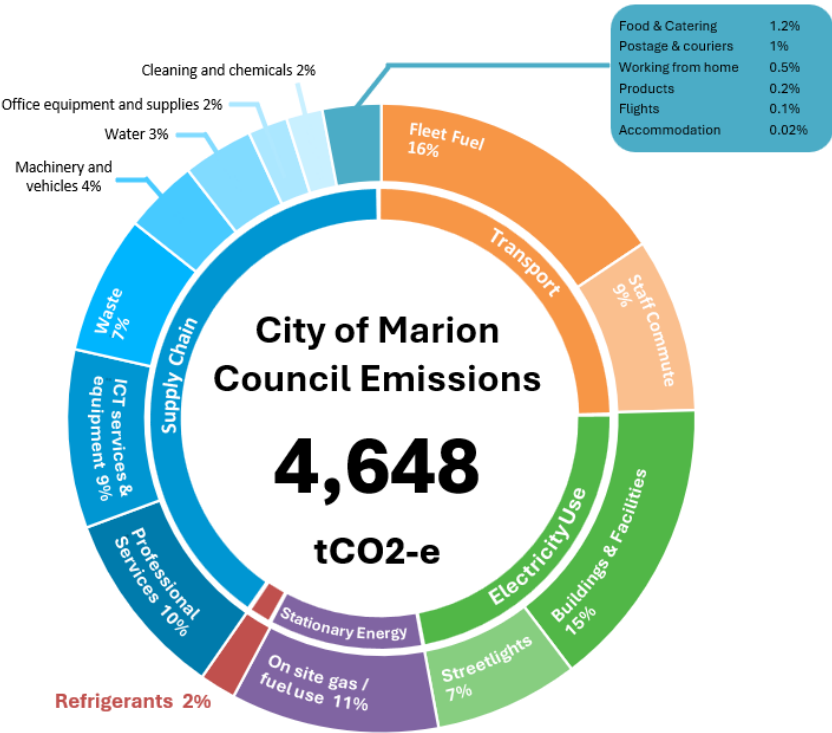 Food & Catering 1.2%
Postage & couriers 1%
Working from home 0.5%
Products 0.2%
Flights 0.1%
Accommodation 0.02%
Cleaning and chemicals 2%
Office equipment and supplies 2%
Water 3%
Machinery and
vehicles 4%
Waste
7%
ICT services &
equipment 9%
Professional
Services 10%
Refrigerants 2%
On site gas /
fuel use 11%
Streetlights
7%
Buildings & Facilities
15%
Staff Commute
9%
Fleet Fuel
16%
Transport
Electricity Use
Stationary Energy
Supply Chain
City of Marion
Council Emissions
4,648
tCO2-e